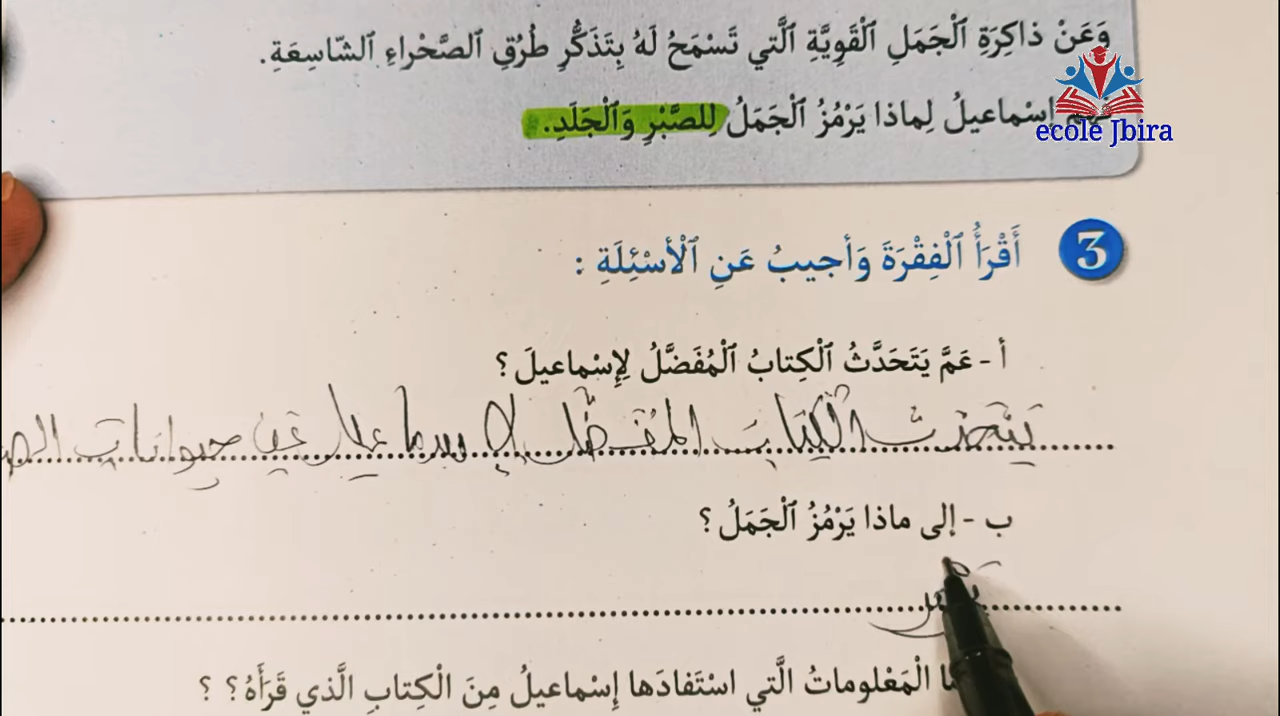 وَعَنْ ذاكِرَةِ ٱلْجَمَلِ ٱلْقَوِيَّةِ ٱلَّتي تَسْمَحُ لَهُ بِتَذَكُّرِ طُرُقِ ٱلصَّحْراءِ ٱلشّاسِعَةِ.
إِسْماعيلُ لِماذا يَرْمُزُ ٱلْجَمَلُ لِلصَّبْرِ وَٱلْجَلَدِ.
ecole Jbira
3 أَقْرَأُ ٱلْفِقْرَةَ وَأُجيبُ عَنِ ٱلْأَسْئِلَةِ :
أ - عَمَّ يَتَحَدَّثُ ٱلْكِتابُ ٱلْمُفَضَّلُ لِإِسْماعيلَ ؟
يتحدث الكتاب المفضل لإسماعيل عن حيوانات
ب - إلى ماذا يَرْمُزُ ٱلْجَمَلُ ؟
الْمَعْلوماتُ الَّتي اسْتَفادَها إِسْماعيلُ مِنَ الْكِتابِ الَّذي قَرَأَهُ ؟ ؟